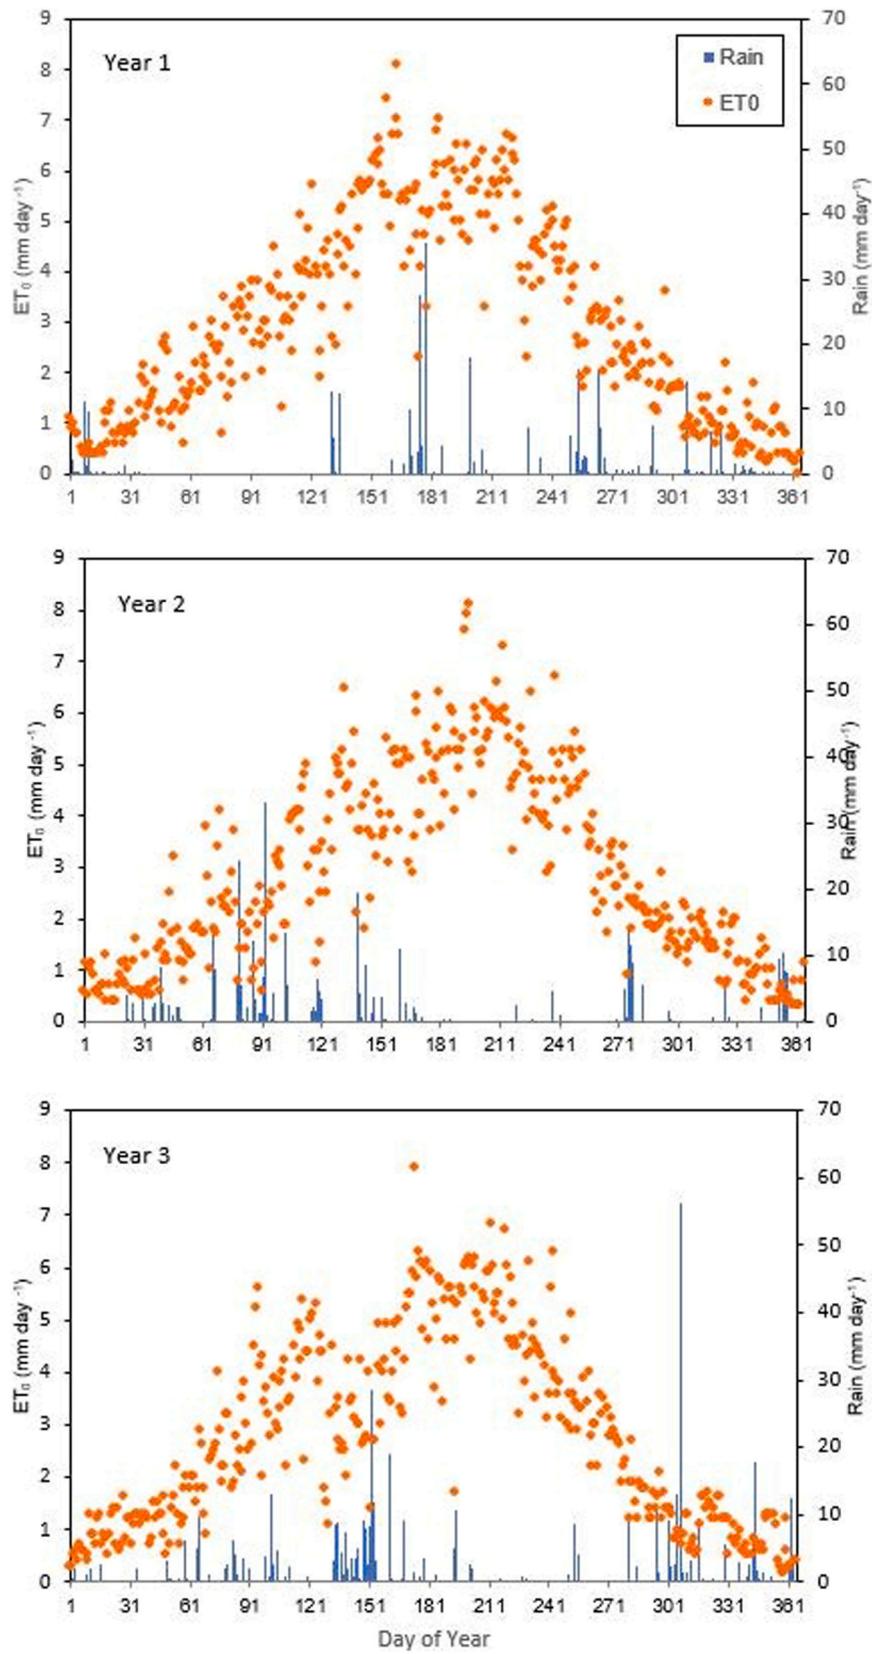 9 70
Year 1
Rain
ET0
8 60
7 50
6 40
5 30
4 20
3 10
2 0
1
0
ET₀ (mm day⁻¹)
Rain (mm day⁻¹)
1 31 61 91 121 151 181 211 241 271 301 331 361
9 70
Year 2
8 60
7 50
6 40
5 30
4 20
3 10
2 0
1
0
ET₀ (mm day⁻¹)
Rain (mm day⁻¹)
1 31 61 91 121 151 181 211 241 271 301 331 361
9 70
Year 3
8 60
7 50
6 40
5 30
4 20
3 10
2 0
1
0
ET₀ (mm day⁻¹)
Rain (mm day⁻¹)
1 31 61 91 121 151 181 211 241 271 301 331 361
Day of Year